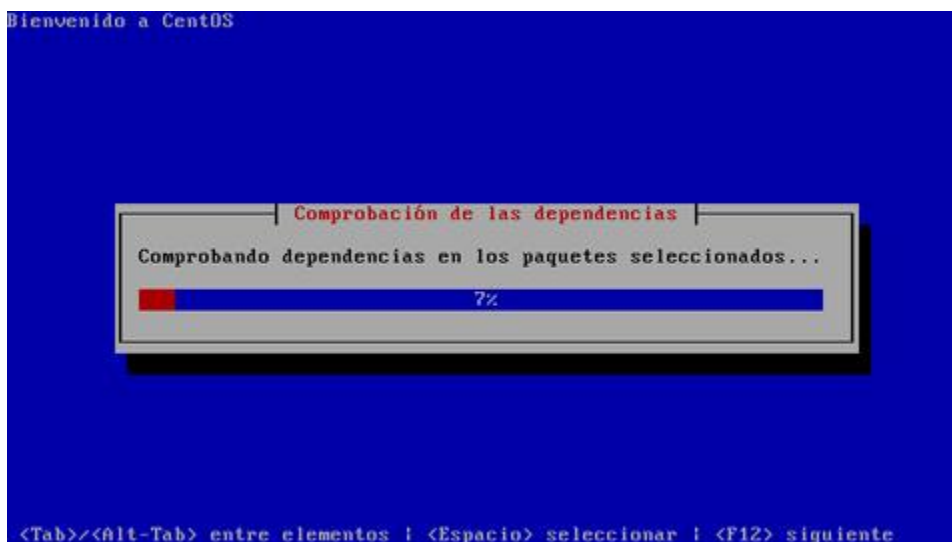 Bienvenido a CentOS
Comprobación de las dependencias
Comprobando dependencias en los paquetes seleccionados...
7%
<Tab>/<Alt-Tab> entre elementos ¦ <Espacio> seleccionar ¦ <F12> siguiente